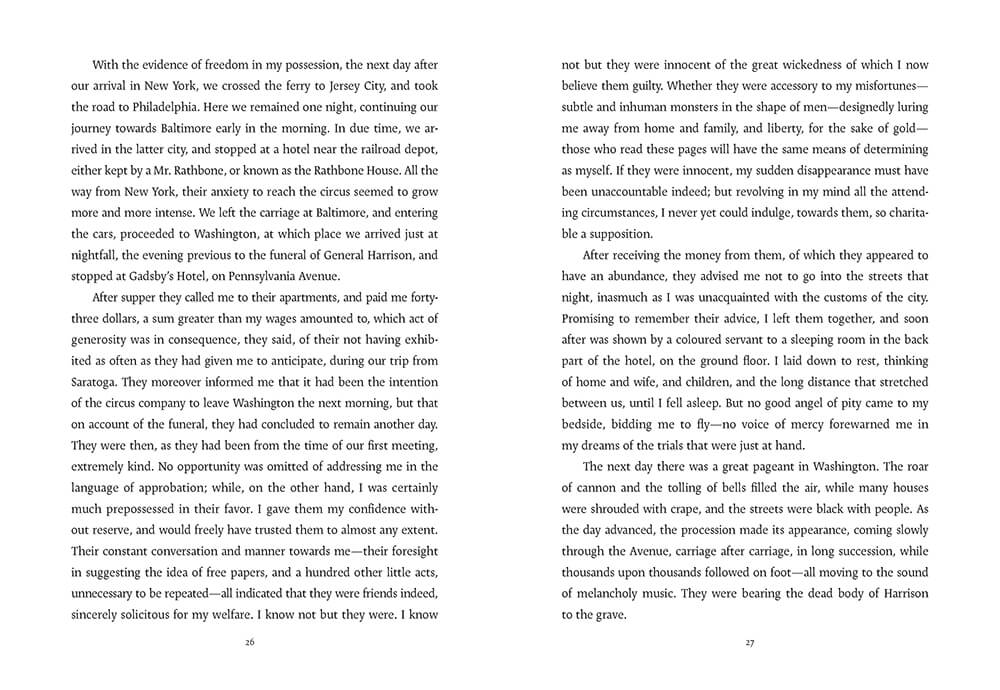 With the evidence of freedom in my possession, the next day after
our arrival in New York, we crossed the ferry to Jersey City, and took
the road to Philadelphia. Here we remained one night, continuing our
journey towards Baltimore early in the morning. In due time, we ar-
rived in the latter city, and stopped at a hotel near the railroad depot,
either kept by a Mr. Rathbone, or known as the Rathbone House. All the
way from New York, their anxiety to reach the circus seemed to grow
more and more intense. We left the carriage at Baltimore, and entering
the cars, proceeded to Washington, at which place we arrived just at
nightfall, the evening previous to the funeral of General Harrison, and
stopped at Gadsby’s Hotel, on Pennsylvania Avenue.
After supper they called me to their apartments, and paid me forty-
three dollars, a sum greater than my wages amounted to, which act of
generosity was in consequence, they said, of their not having exhib-
ited as often as they had given me to anticipate, during our trip from
Saratoga. They moreover informed me that it had been the intention
of the circus company to leave Washington the next morning, but that
on account of the funeral, they had concluded to remain another day.
They were then, as they had been from the time of our first meeting,
extremely kind. No opportunity was omitted of addressing me in the
language of approbation; while, on the other hand, I was certainly
much prepossessed in their favor. I gave them my confidence with-
out reserve, and would freely have trusted them to almost any extent.
Their constant conversation and manner towards me—their foresight
in suggesting the idea of free papers, and a hundred other little acts,
unnecessary to be repeated—all indicated that they were friends indeed,
sincerely solicitous for my welfare. I know not but they were. I know
26
not but they were innocent of the great wickedness of which I now
believe them guilty. Whether they were accessory to my misfortunes—
subtle and inhuman monsters in the shape of men—designedly luring
me away from home and family, and liberty, for the sake of gold—
those who read these pages will have the same means of determining
as myself. If they were innocent, my sudden disappearance must have
been unaccountable indeed; but revolving in my mind all the attend-
ing circumstances, I never yet could indulge, towards them, so charita-
ble a supposition.
After receiving the money from them, of which they appeared to
have an abundance, they advised me not to go into the streets that
night, inasmuch as I was unacquainted with the customs of the city.
Promising to remember their advice, I left them together, and soon
after was shown by a coloured servant to a sleeping room in the back
part of the hotel, on the ground floor. I laid down to rest, thinking
of home and wife, and children, and the long distance that stretched
between us, until I fell asleep. But no good angel of pity came to my
bedside, bidding me to fly—no voice of mercy forewarned me in
my dreams of the trials that were just at hand.
The next day there was a great pageant in Washington. The roar
of cannon and the tolling of bells filled the air, while many houses
were shrouded with crape, and the streets were black with people. As
the day advanced, the procession made its appearance, coming slowly
through the Avenue, carriage after carriage, in long succession, while
thousands upon thousands followed on foot—all moving to the sound
of melancholy music. They were bearing the dead body of Harrison
to the grave.
27